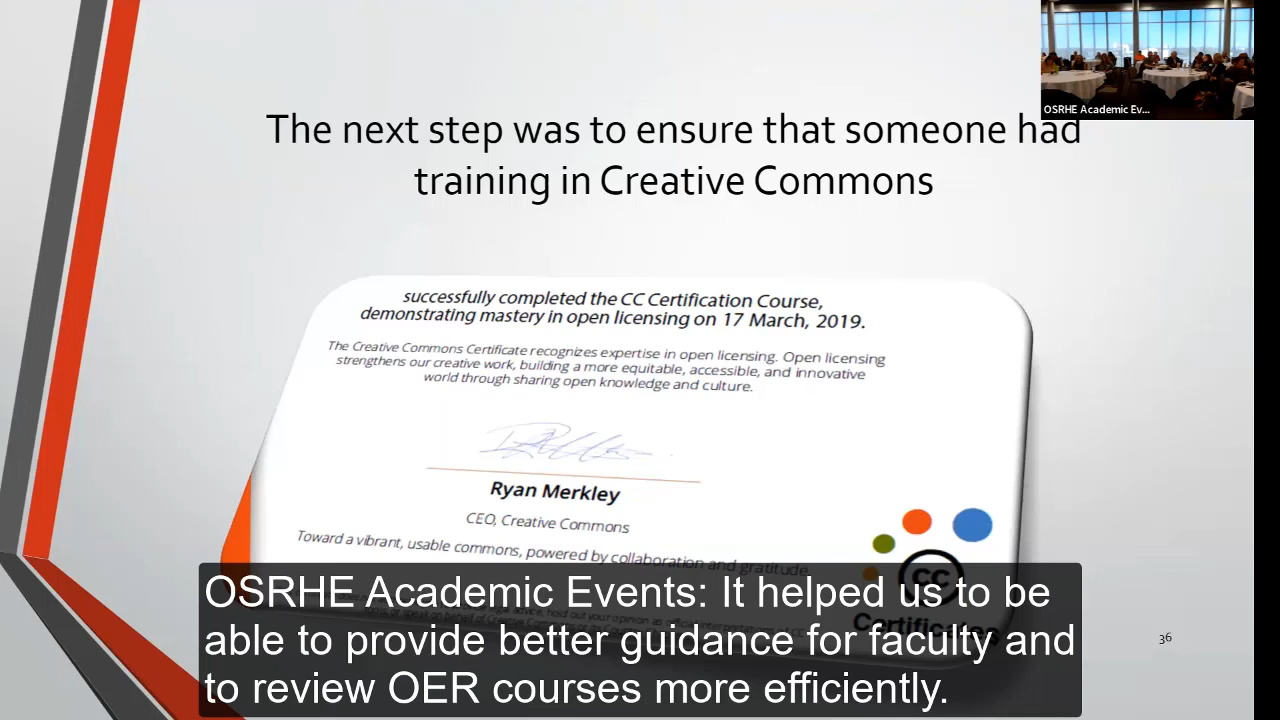 OSRHE Academic Ev...
The next step was to ensure that someone had
training in Creative Commons
successfully completed the CC Certification Course,
demonstrating mastery in open licensing on 17 March, 2019.
The Creative Commons Certificate recognizes expertise in open licensing. Open licensing
strengthens our creative work, building a more equitable, accessible, and innovative
world through sharing open knowledge and culture.
Ryan Merkley
CEO, Creative Commons
Toward a vibrant, usable commons, powered by collaboration and gratitude.
cc
Certificates
OSRHE Academic Events: It helped us to be
able to provide better guidance for faculty and
to review OER courses more efficiently.
36